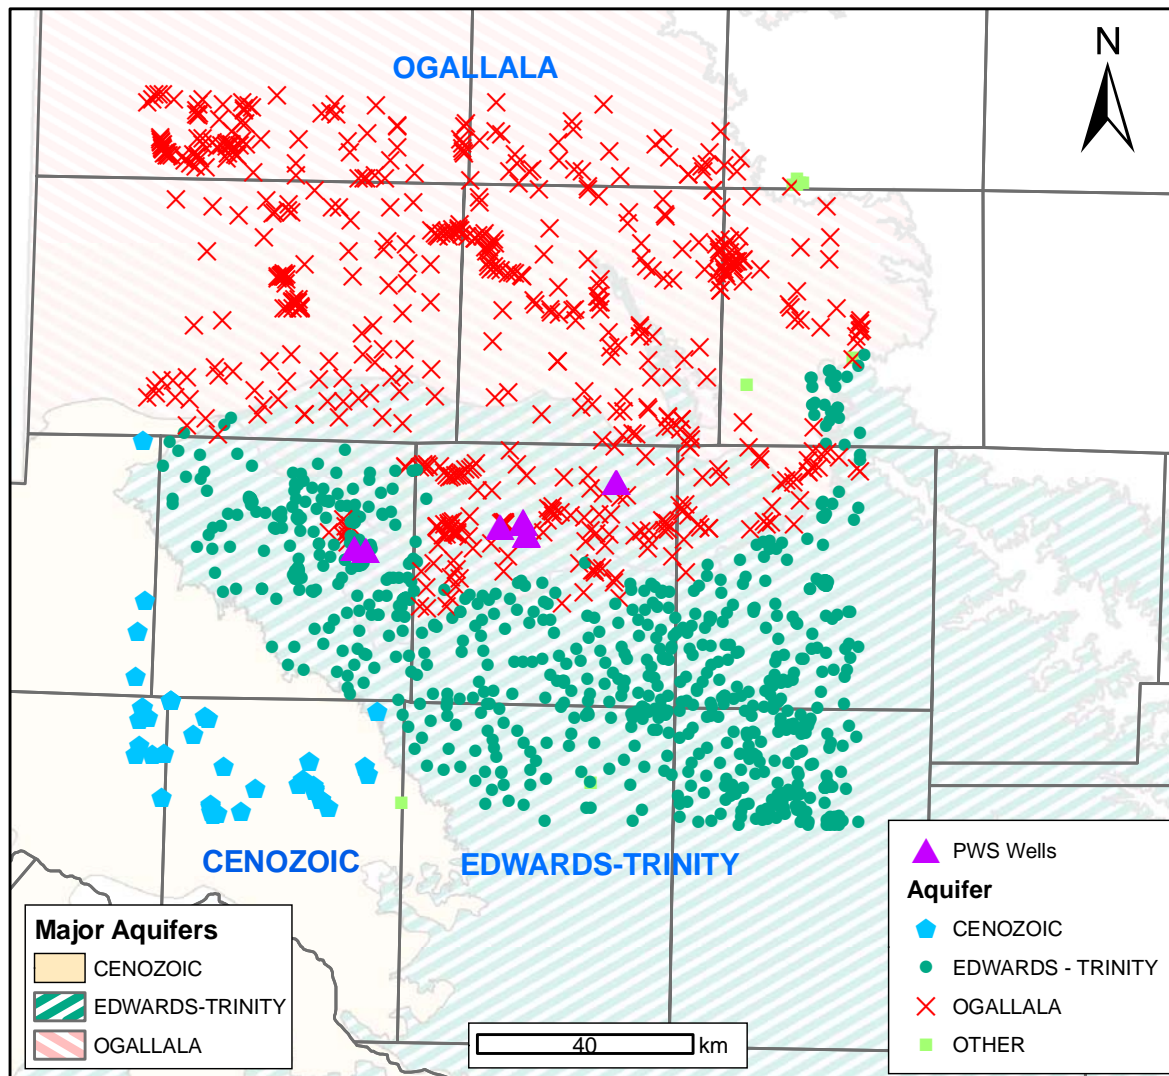 OGALLALA
N
CENOZOIC
EDWARDS-TRINITY
Major Aquifers
CENOZOIC
EDWARDS-TRINITY
OGALLALA
40 km
PWS Wells
Aquifer
CENOZOIC
EDWARDS - TRINITY
OGALLALA
OTHER